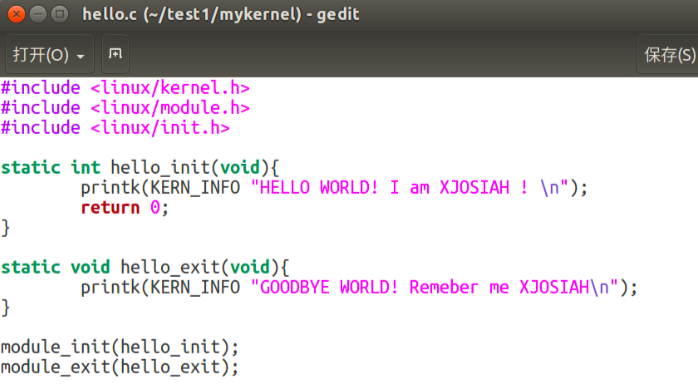 hello.c (~/test1/mykernel) - gedit
打开(O) 保存(S)
#include <linux/kernel.h>
#include <linux/module.h>
#include <linux/init.h>
static int hello_init(void){
printk(KERN_INFO "HELLO WORLD! I am XJOSIAH ! \n");
return 0;
}
static void hello_exit(void){
printk(KERN_INFO "GOODBYE WORLD! Remeber me XJOSIAH\n");
}
module_init(hello_init);
module_exit(hello_exit);